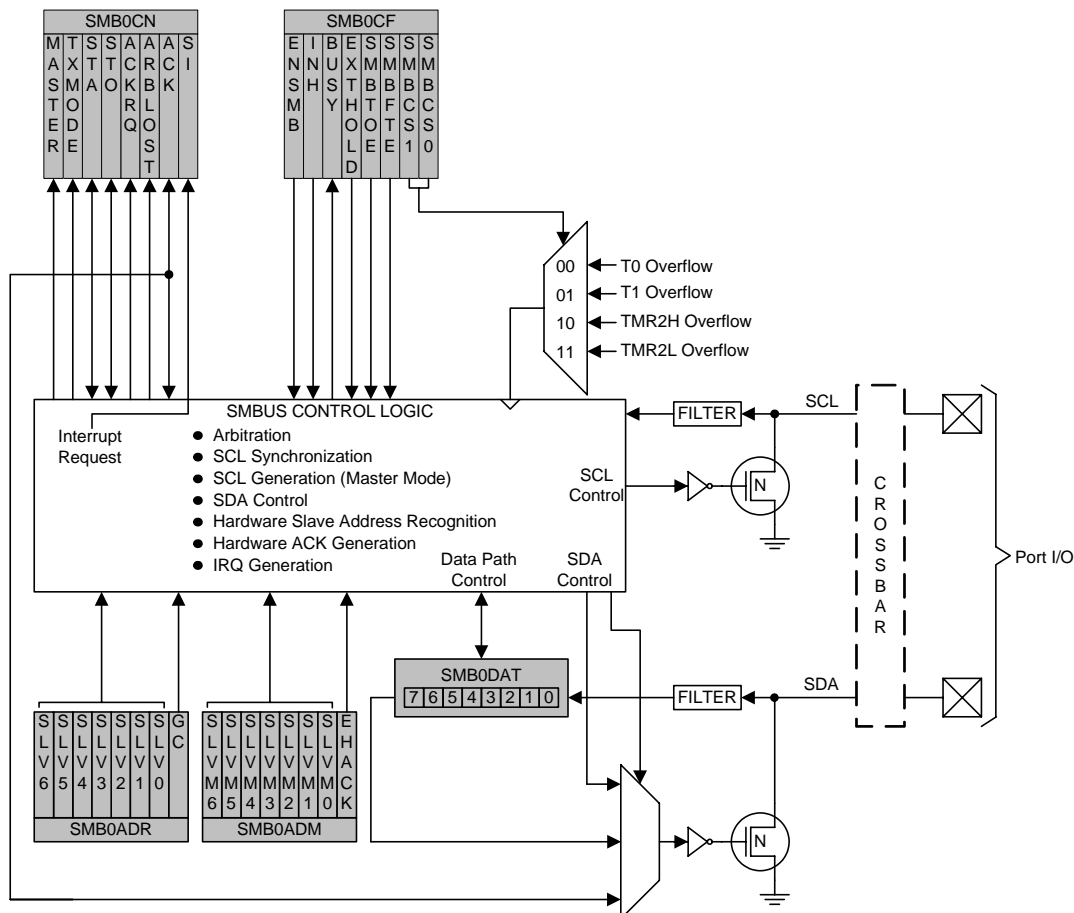 SMB0CN
MASTER
TXMODE
STA
STO
ACKRQ
ARBLOST
ACK
SI
SMB0CF
ENSMB
INH
BUSY
EXTHOLD
SMBTOE
SMBFTE
SMBCS1
SMBCS0
00
T0 Overflow
01
T1 Overflow
10
TMR2H Overflow
11
TMR2L Overflow
SMBUS CONTROL LOGIC
Interrupt
Request
● Arbitration
● SCL Synchronization
● SCL Generation (Master Mode)
● SDA Control
● Hardware Slave Address Recognition
● Hardware ACK Generation
● IRQ Generation
SCL
Control
Data Path
Control
SDA
Control
FILTER
SCL
N
CROSSBAR
Port I/O
SMB0DAT
7 6 5 4 3 2 1 0
FILTER
SDA
N
SLV6
SLV5
SLV4
SLV3
SLV2
SLV1
SLV0
GC
SMB0ADR
SLVM6
SLVM5
SLVM4
SLVM3
SLVM2
SLVM1
SLVM0
EHACK
SMB0ADM